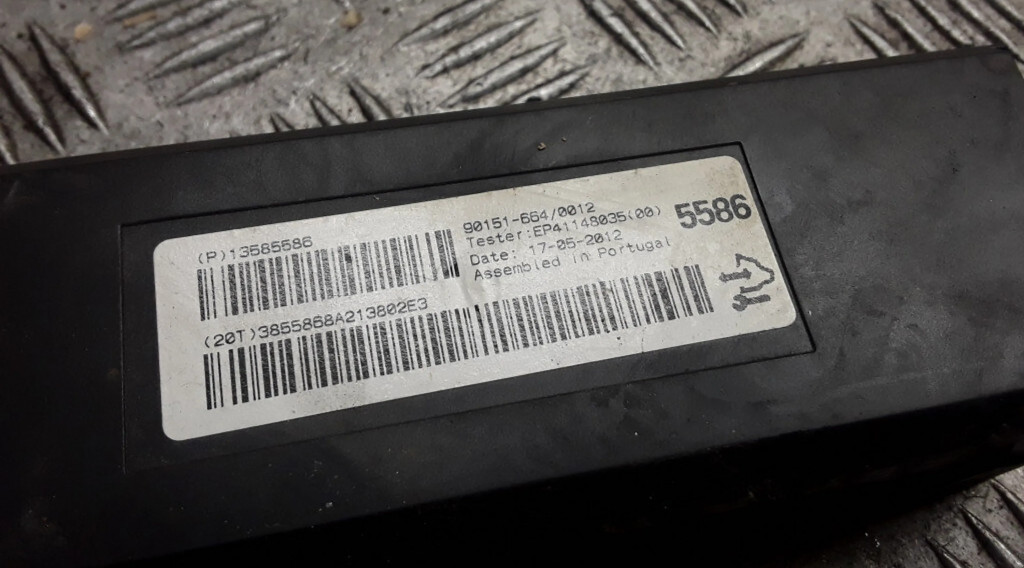 (P)13585586
90151-664/0012
Tester:EP41148035(00)
Date: 17-05-2012
Assembled in Portugal
5586
(20T)3855868A213802E3